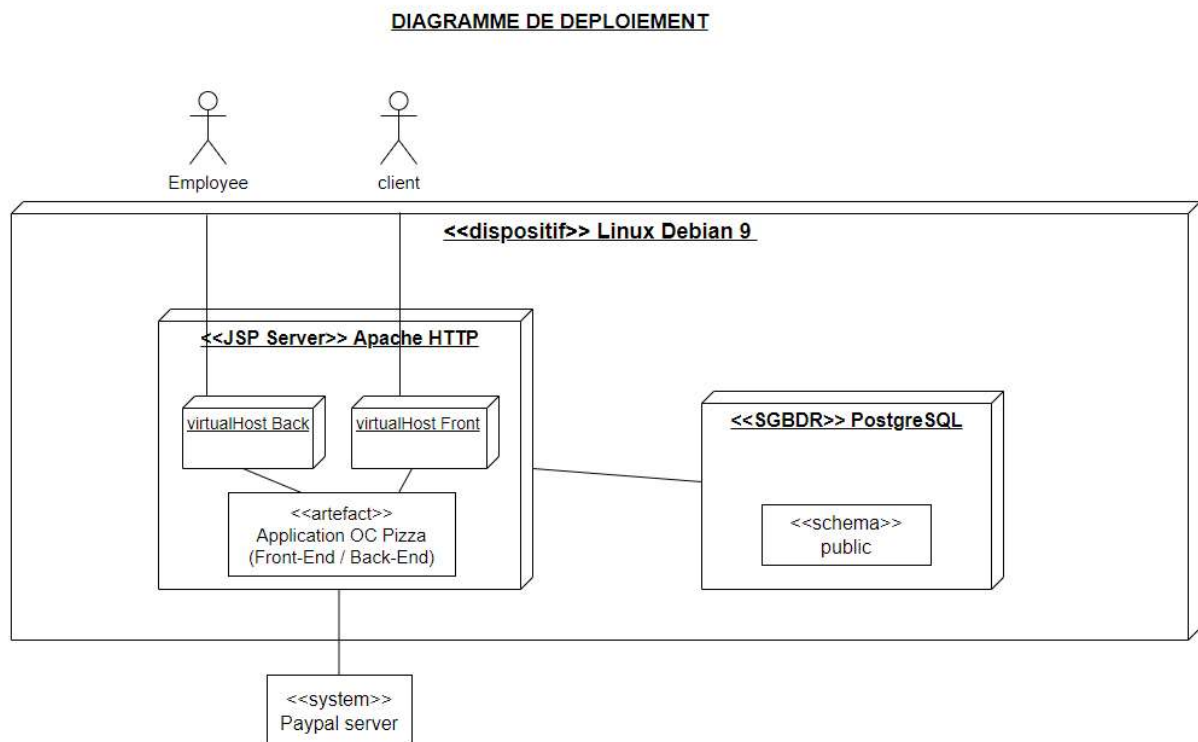 DIAGRAMME DE DEPLOIEMENT
Employee
client
<<dispositif>> Linux Debian 9
<<JSP Server>> Apache HTTP
virtualHost Back
virtualHost Front
<<artefact>>
Application OC Pizza
(Front-End / Back-End)
<<SGBDR>> PostgreSQL
<<schema>>
public
<<system>>
Paypal server